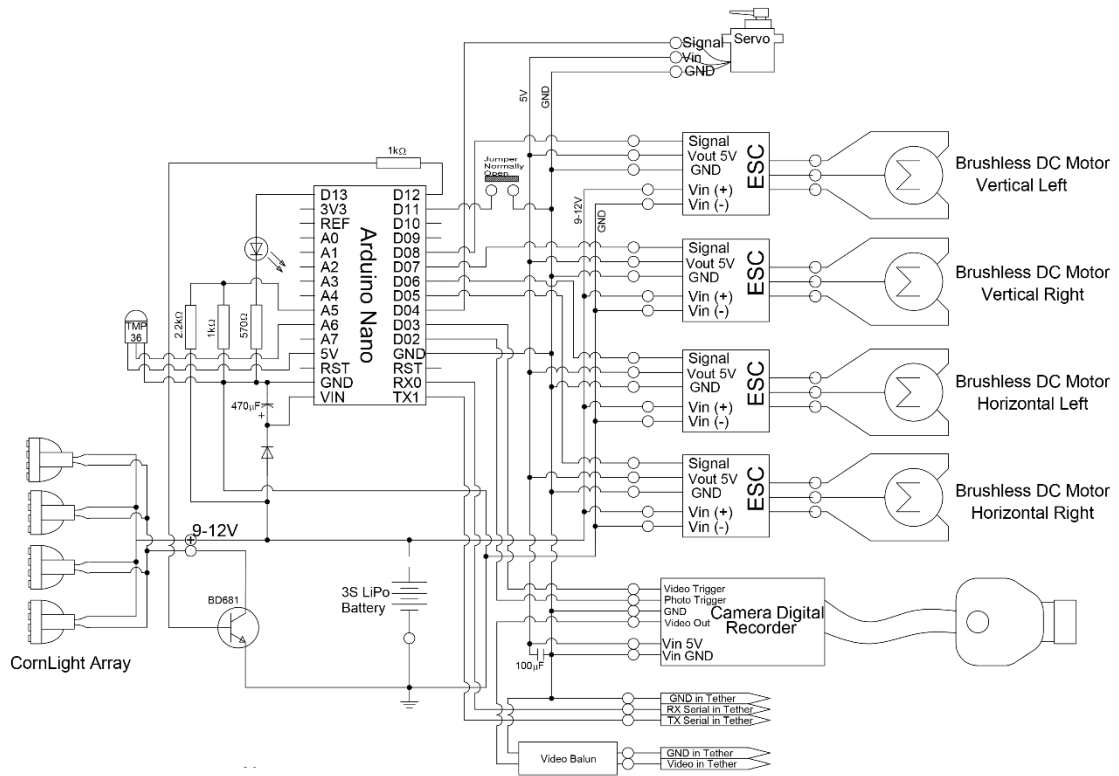 Signal
Vin
GND
Servo
5V
GND
1kΩ
Jumper
Normally
Open
D13
3V3
REF
A0
A1
A2
A3
A4
A5
A6
A7
5V
RST
GND
VIN
Arduino Nano
D12
D11
D10
D09
D08
D07
D06
D05
D04
D03
D02
GND
RST
RX0
TX1
9-12V
GND
Signal
Vout 5V
GND
Vin (+)
Vin (-)
ESC
Brushless DC Motor
Vertical Left
Signal
Vout 5V
GND
Vin (+)
Vin (-)
ESC
Brushless DC Motor
Vertical Right
Signal
Vout 5V
GND
Vin (+)
Vin (-)
ESC
Brushless DC Motor
Horizontal Left
Signal
Vout 5V
GND
Vin (+)
Vin (-)
ESC
Brushless DC Motor
Horizontal Right
TMP
36
2.2kΩ
1kΩ
570Ω
470µF
+
9-12V
BD681
CornLight Array
3S LiPo
Battery
Video Trigger
Photo Trigger
GND
Video Out
Vin 5V
Vin GND
Camera Digital
Recorder
100µF
GND in Tether
RX Serial in Tether
TX Serial in Tether
Video Balun
GND in Tether
Video in Tether